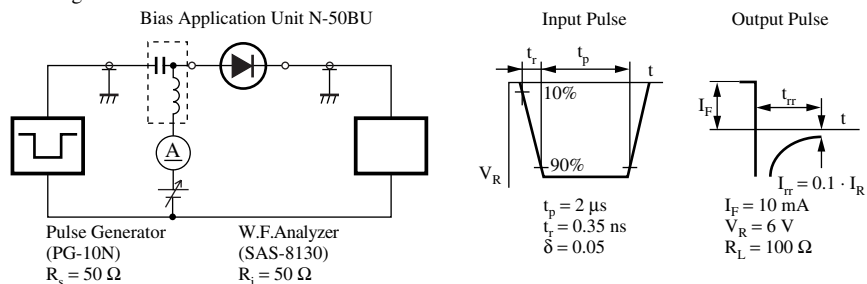 Bias Application Unit N-50BU
A
Pulse Generator
(PG-10N)
R_s = 50 Ω
W.F.Analyzer
(SAS-8130)
R_i = 50 Ω
Input Pulse
t_r
t_p
t
10%
90%
V_R
t_p = 2 μs
t_r = 0.35 ns
δ = 0.05
Output Pulse
I_F
t_rr
t
I_rr = 0.1 · I_R
I_F = 10 mA
V_R = 6 V
R_L = 100 Ω